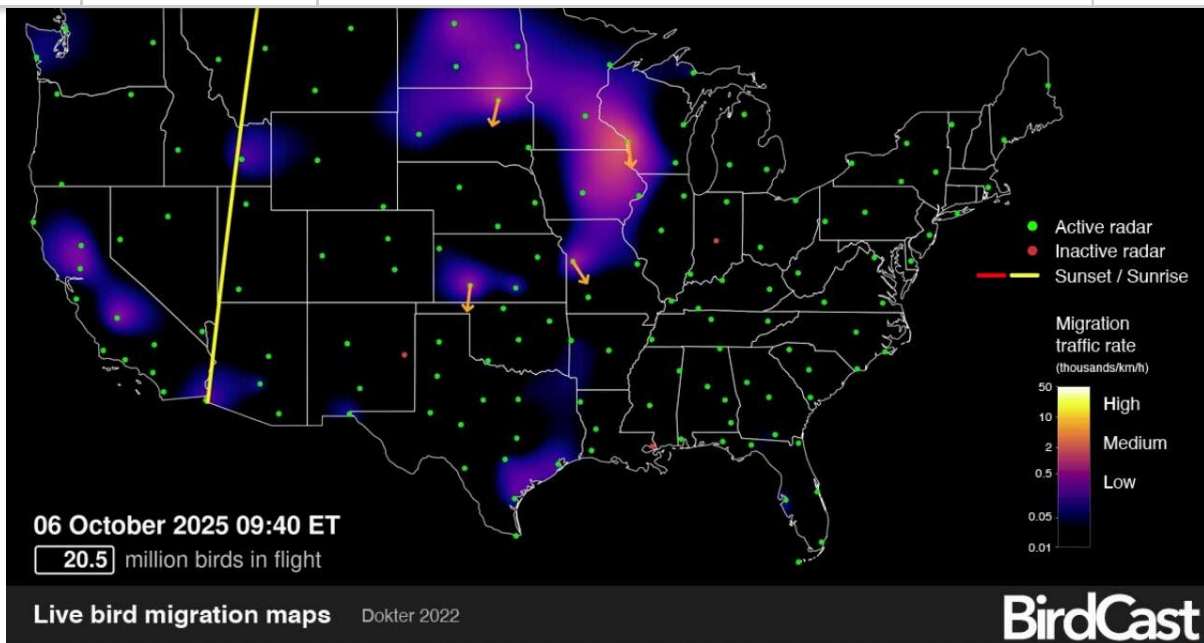 Active radar
Inactive radar
Sunset / Sunrise
Migration
traffic rate
(thousands/km/h)
50
High
10
2
Medium
0.5
Low
0.05
0.01
06 October 2025 09:40 ET
20.5 million birds in flight
Live bird migration maps Dokter 2022
BirdCast